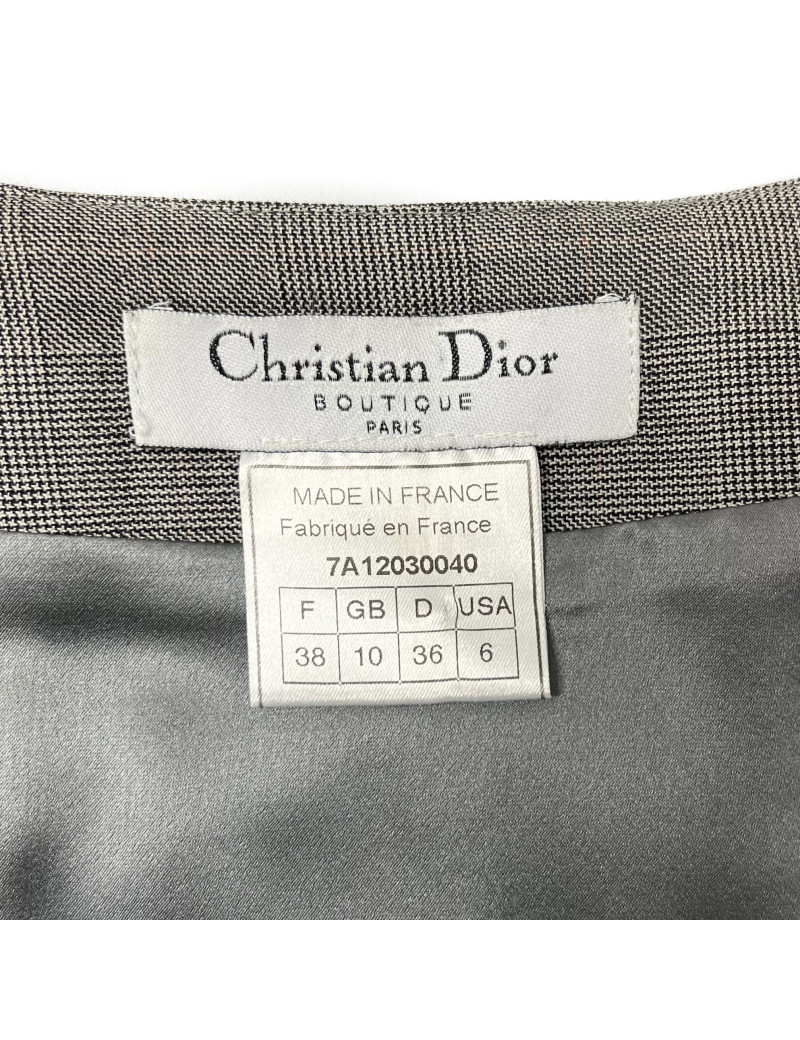 Christian Dior
BOUTIQUE
PARIS
MADE IN FRANCE
Fabriqué en France
7A12030040
F GB D USA
38 10 36 6